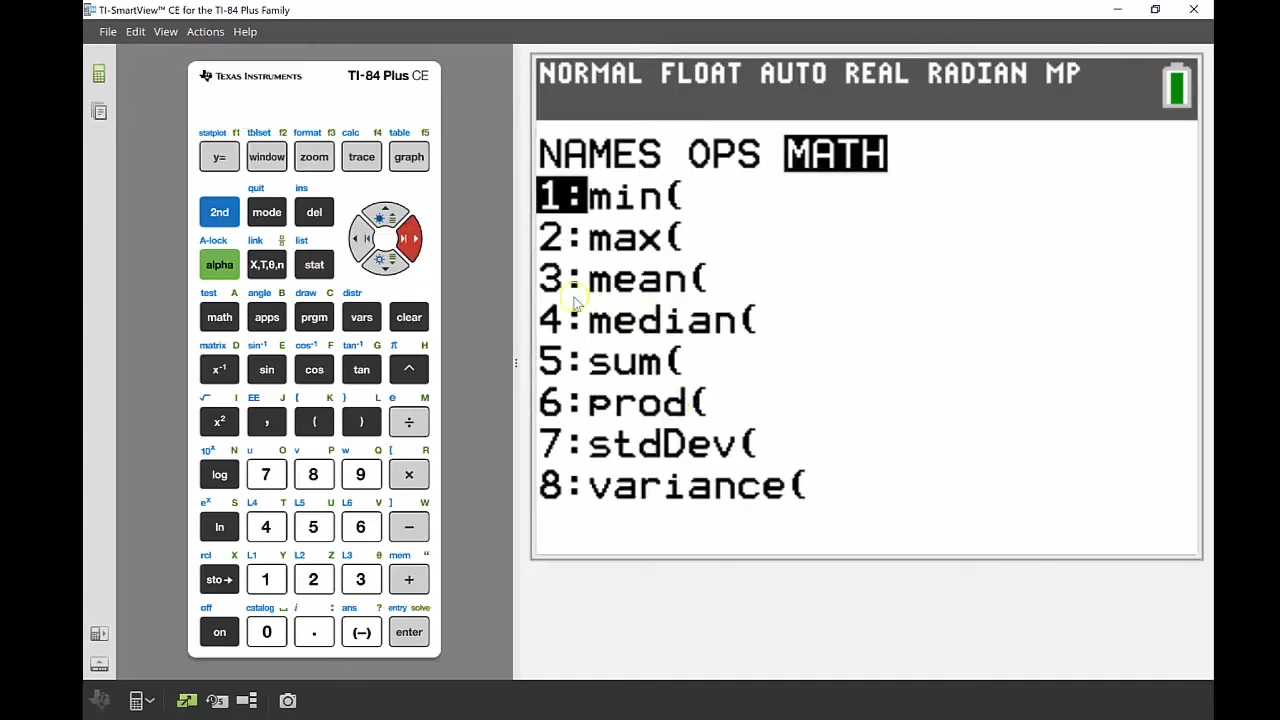 TI-SmartView™ CE for the TI-84 Plus Family
File Edit View Actions Help
TEXAS INSTRUMENTS TI-84 Plus CE
statplot f1 tblset f2 format f3 calc f4 table f5
y= window zoom trace graph
quit ins
2nd mode del
A-lock link list
alpha X,T,θ,n stat
test A angle B draw C distr
math apps prgm vars clear
matrix D sin⁻¹ E cos⁻¹ F tan⁻¹ G π H
x⁻¹ sin cos tan ^
√ I EE J { K } L e M
x² , ( ) ÷
10ˣ N u O v P w Q [ R
log 7 8 9 ×
eˣ S L4 T L5 U L6 V ] W
ln 4 5 6 −
rcl X L1 Y L2 Z L3 θ mem "
sto→ 1 2 3 +
off catalog ⎵ i : ans ? entry solve
on 0 . (−) enter
NORMAL FLOAT AUTO REAL RADIAN MP
NAMES OPS MATH
1:min(
2:max(
3:mean(
4:median(
5:sum(
6:prod(
7:stdDev(
8:variance(